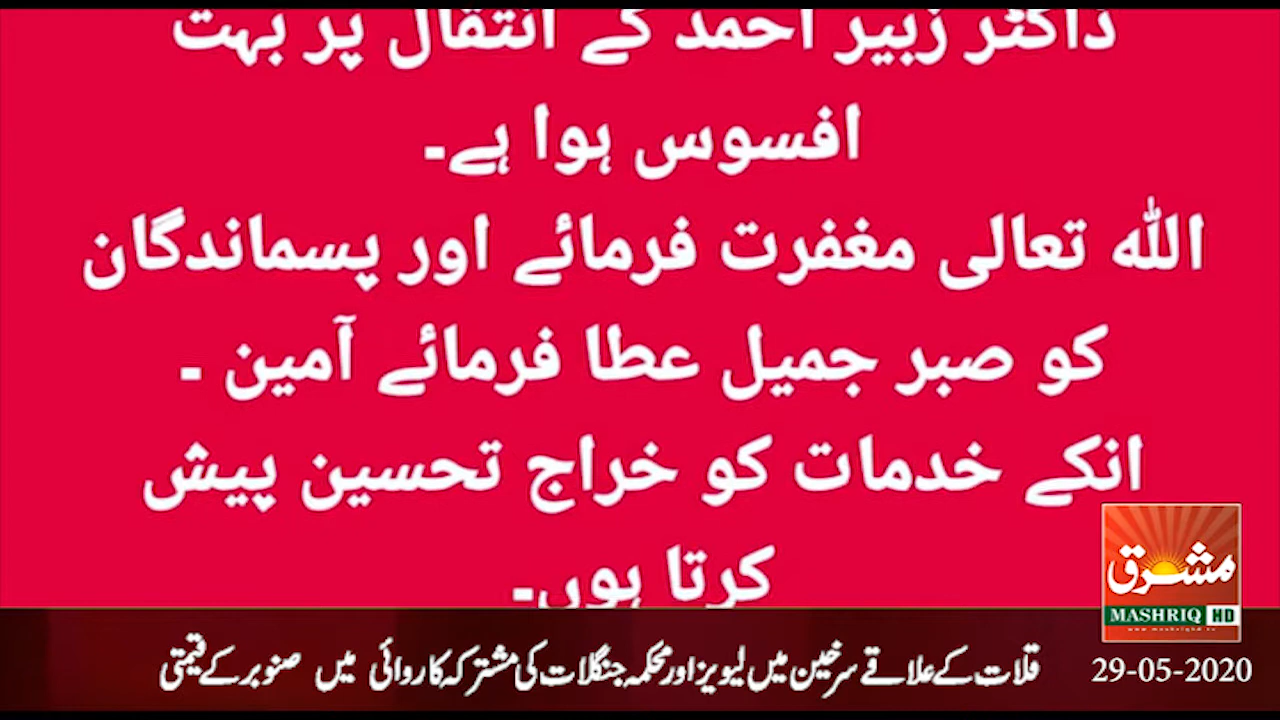 ڈاکٹر زبیر احمد کے انتقال پر بہت
افسوس ہوا ہے۔
اللہ تعالی مغفرت فرمائے اور پسماندگان
کو صبر جمیل عطا فرمائے آمین ۔
انکے خدمات کو خراج تحسین پیش
کرتا ہوں۔
مشرق
MASHRIQ HD
قلات کے علاقے سرخین میں لیویز اور محکمہ جنگلات کی مشترکہ کاروائی میں صنوبر کے قیمتی
29-05-2020